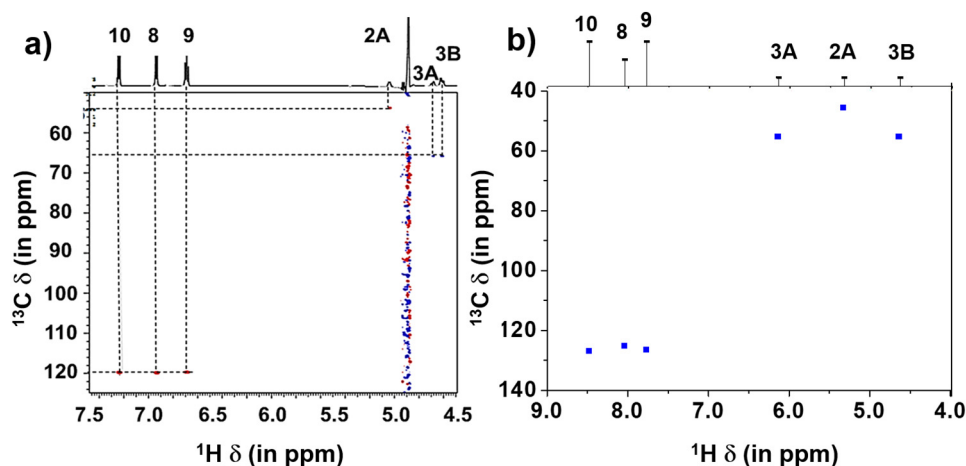 a)
10 8 9 2A 3A 3B
60
70
80
90
100
110
120
¹³C δ (in ppm)
7.5 7.0 6.5 6.0 5.5 5.0 4.5
¹H δ (in ppm)
b)
10 8 9 3A 2A 3B
40
60
80
100
120
140
¹³C δ (in ppm)
9.0 8.0 7.0 6.0 5.0 4.0
¹H δ (in ppm)